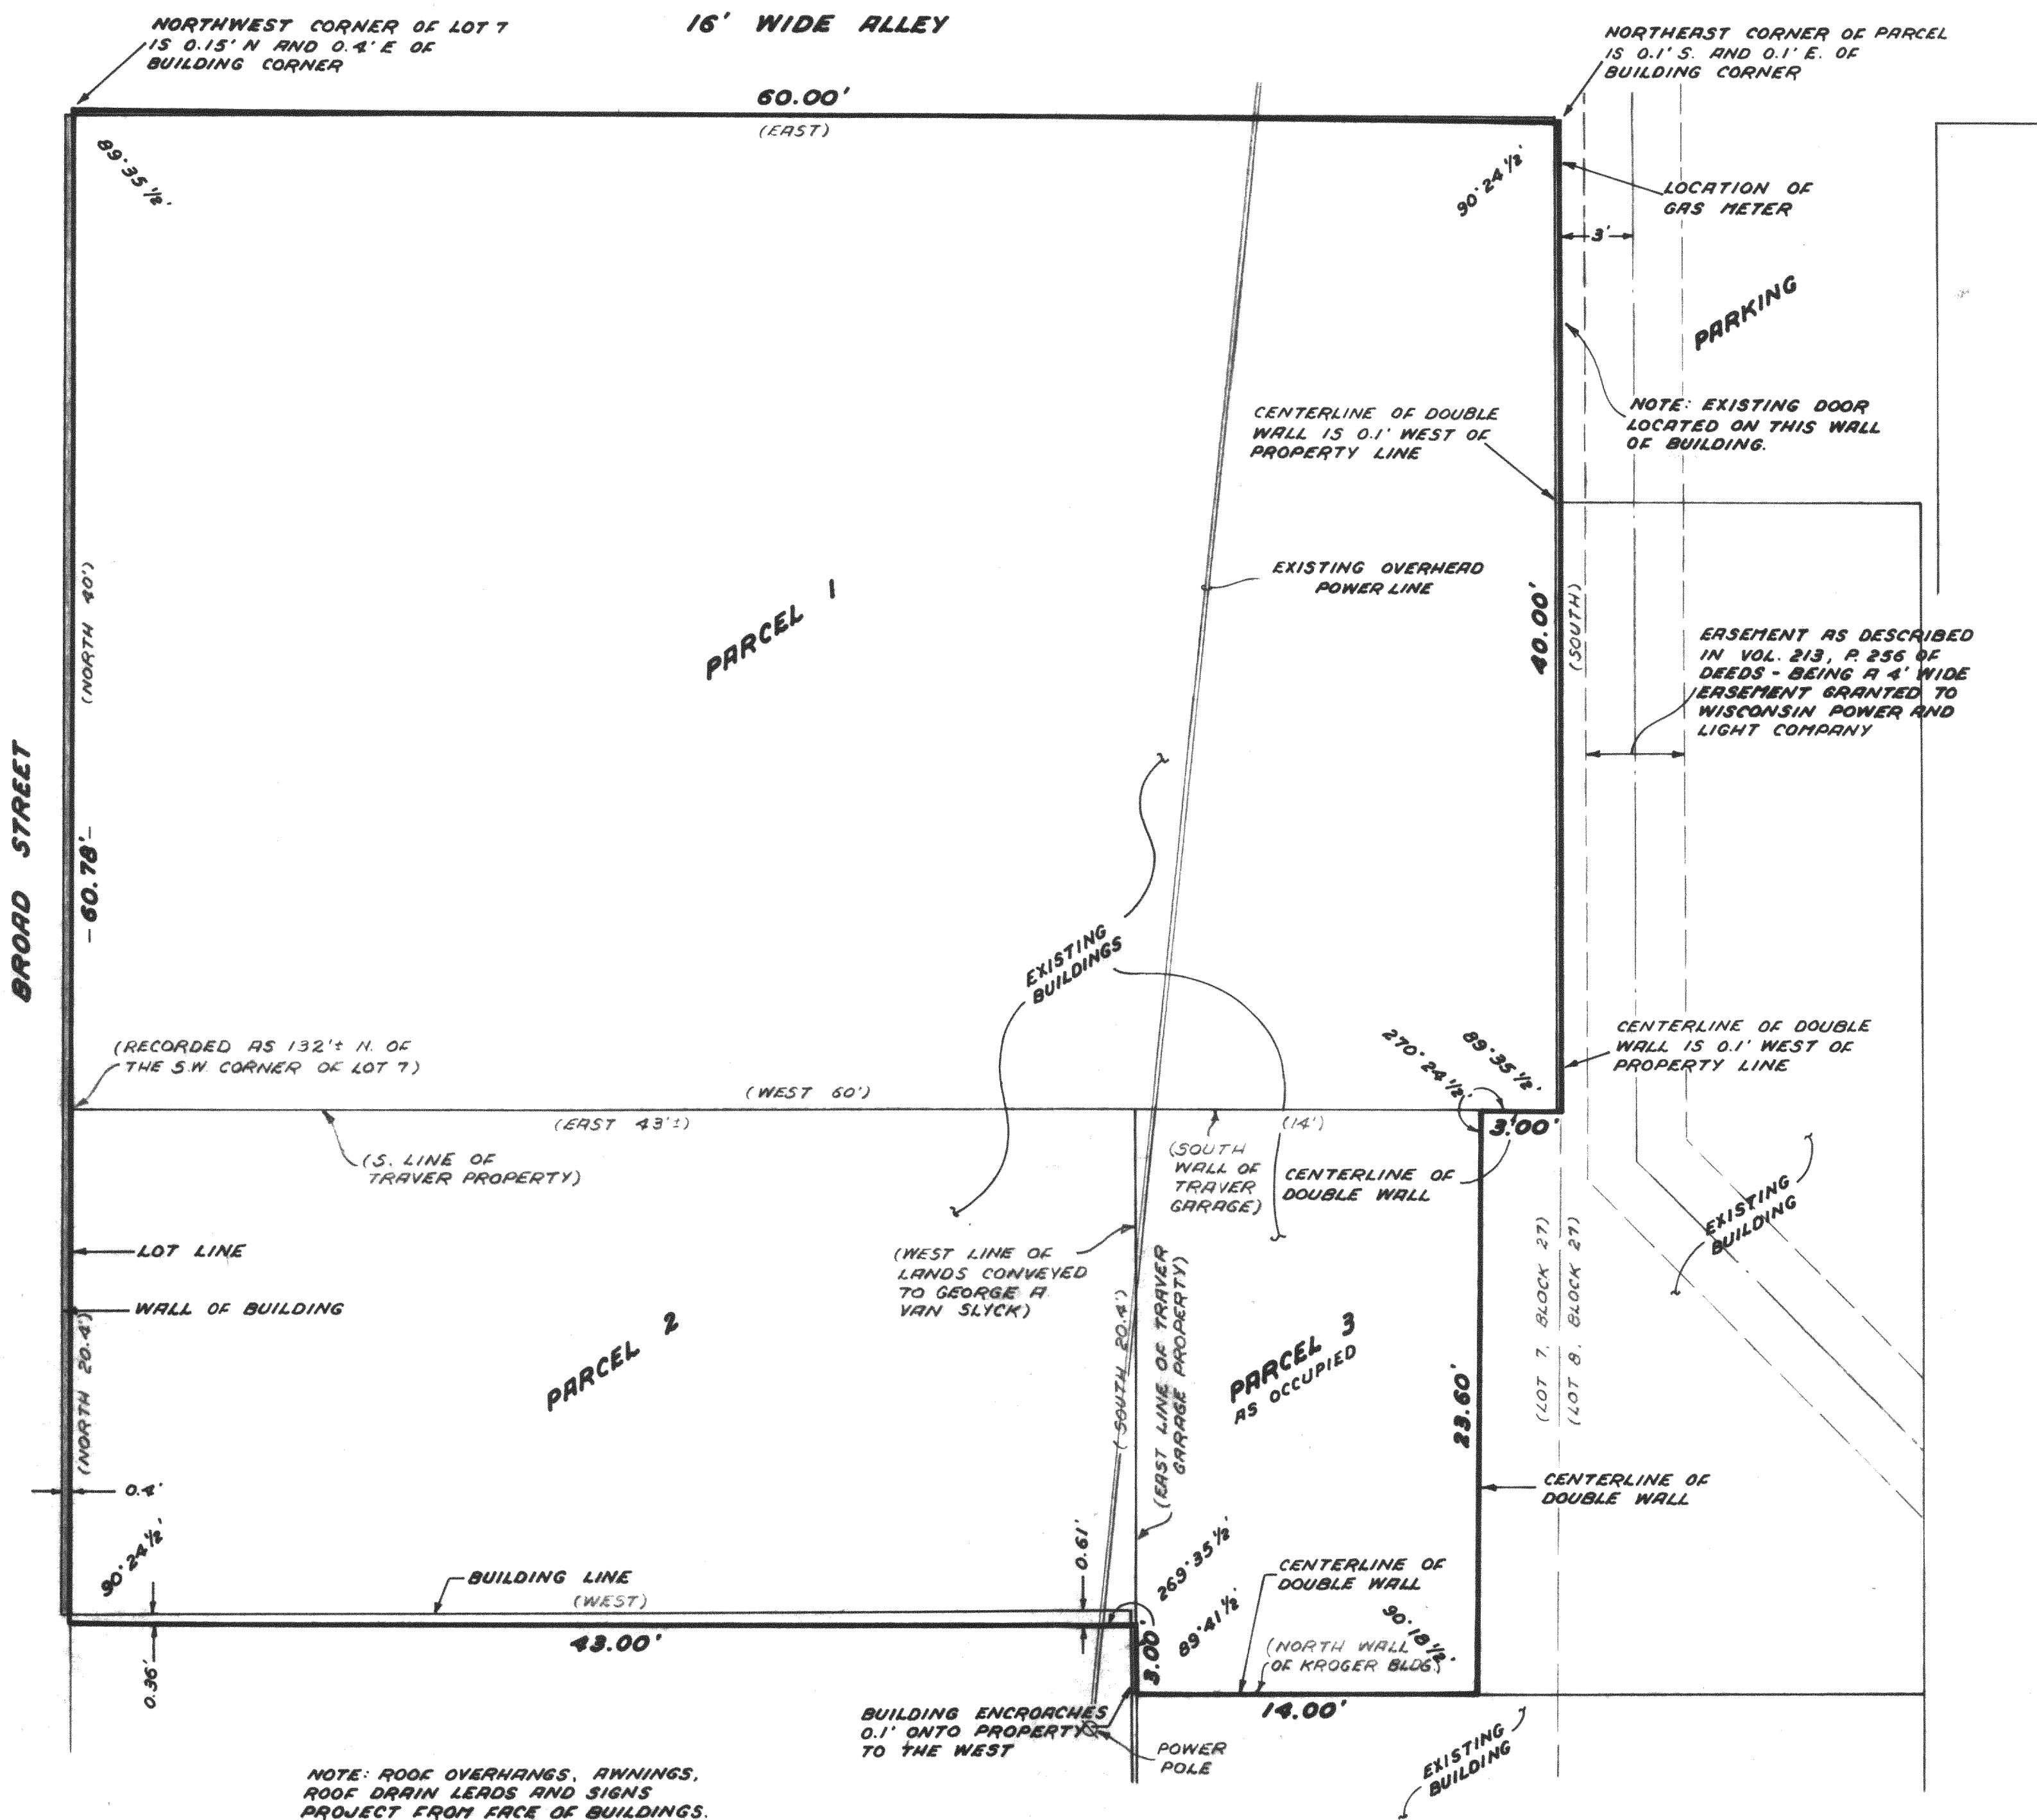 NORTHWEST CORNER OF LOT 7
IS 0.15' N AND 0.4' E OF
BUILDING CORNER
16' WIDE ALLEY
NORTHEAST CORNER OF PARCEL
IS 0.1' S. AND 0.1' E. OF
BUILDING CORNER
60.00'
(EAST)
89°35½'
90°24½'
LOCATION OF
GAS METER
3'
PARKING
NOTE: EXISTING DOOR
LOCATED ON THIS WALL
OF BUILDING.
CENTERLINE OF DOUBLE
WALL IS 0.1' WEST OF
PROPERTY LINE
EXISTING OVERHEAD
POWER LINE
(NORTH 40')
PARCEL 1
40.00'
(SOUTH)
EASEMENT AS DESCRIBED
IN VOL. 213, P. 256 OF
DEEDS - BEING A 4' WIDE
EASEMENT GRANTED TO
WISCONSIN POWER AND
LIGHT COMPANY
BROAD STREET
60.78'
EXISTING
BUILDINGS
(RECORDED AS 132'± N. OF
THE S.W. CORNER OF LOT 7)
(WEST 60')
(EAST 43'±)
(14')
270°24½'
89°35½'
3.00'
CENTERLINE OF DOUBLE
WALL IS 0.1' WEST OF
PROPERTY LINE
(S. LINE OF
TRAVER PROPERTY)
(SOUTH
WALL OF
TRAVER
GARAGE)
CENTERLINE OF
DOUBLE WALL
EXISTING
BUILDING
LOT LINE
WALL OF BUILDING
(NORTH 20.4')
PARCEL 2
(WEST LINE OF
LANDS CONVEYED
TO GEORGE A
VAN SLYCK)
(SOUTH 20.4')
(EAST LINE OF TRAVER
GARAGE PROPERTY)
PARCEL 3
AS OCCUPIED
23.60'
(LOT 7, BLOCK 27)
(LOT 8, BLOCK 27)
CENTERLINE OF
DOUBLE WALL
0.4'
90°24½'
BUILDING LINE
(WEST)
43.00'
0.36'
0.61'
269°35½'
89°41½'
3.00'
CENTERLINE OF
DOUBLE WALL
90°18½'
(NORTH WALL
OF KROGER BLDG.)
14.00'
BUILDING ENCROACHES
0.1' ONTO PROPERTY
TO THE WEST
POWER
POLE
EXISTING
BUILDING
NOTE: ROOF OVERHANGS, AWNINGS,
ROOF DRAIN LEADS AND SIGNS
PROJECT FROM FACE OF BUILDINGS.